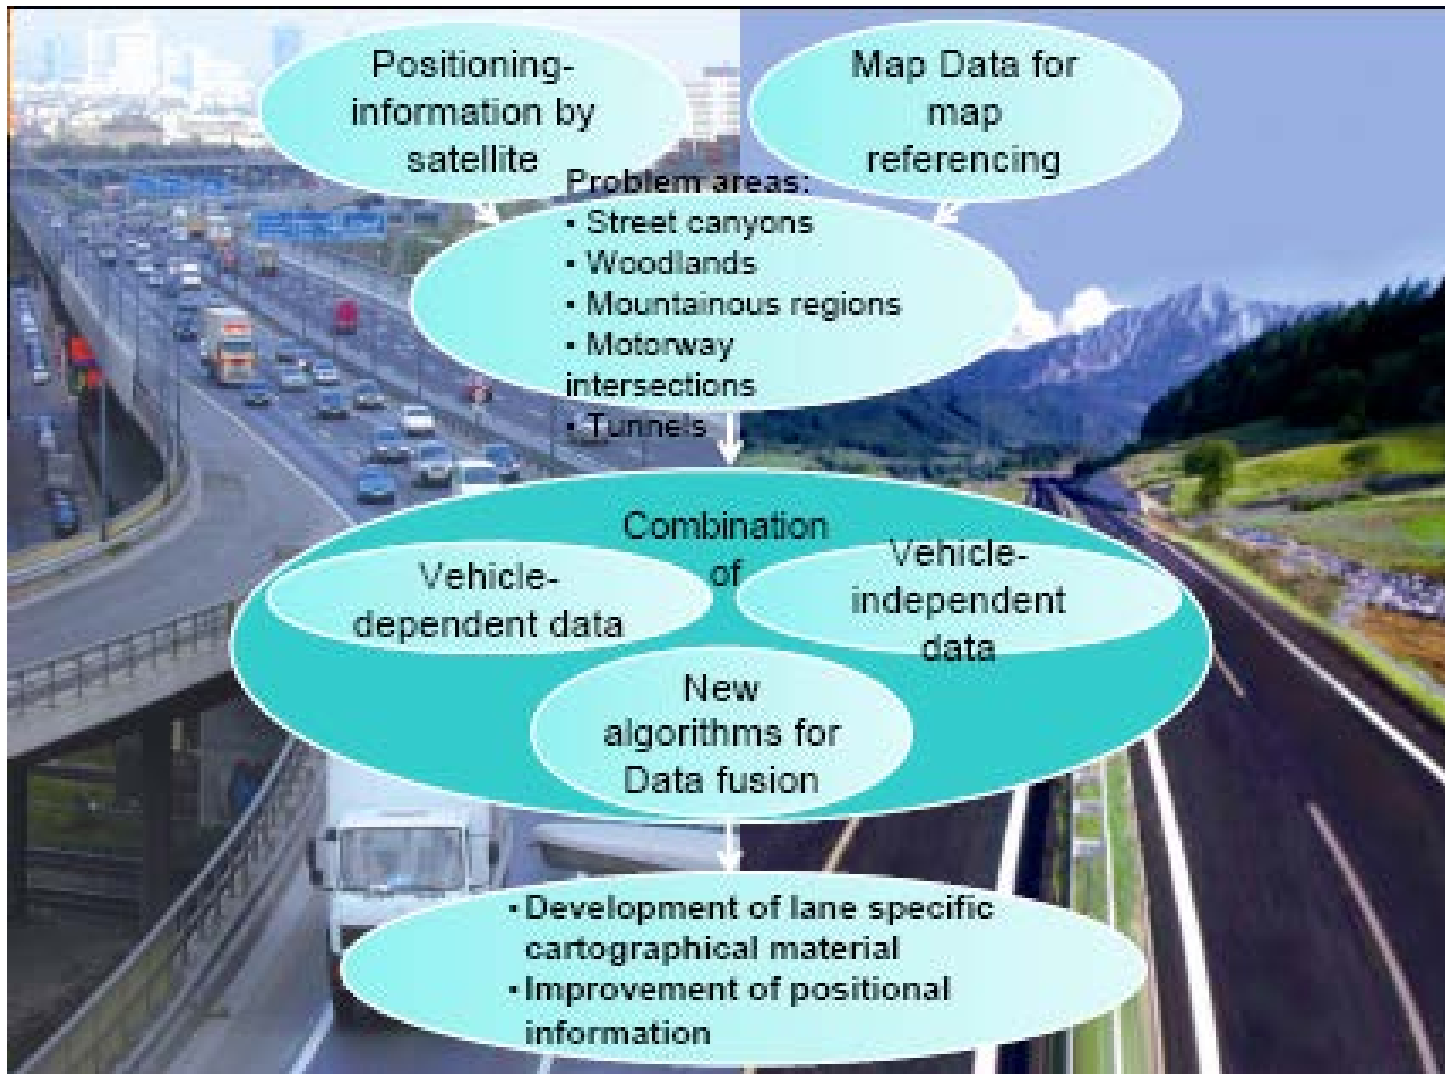 Positioning-
information by
satellite
Map Data for
map
referencing
Problem areas:
▪ Street canyons
▪ Woodlands
▪ Mountainous regions
▪ Motorway
intersections
▪ Tunnels
Combination
of
Vehicle-
dependent data
Vehicle-
independent
data
New
algorithms for
Data fusion
▪ Development of lane specific
cartographical material
▪ Improvement of positional
information